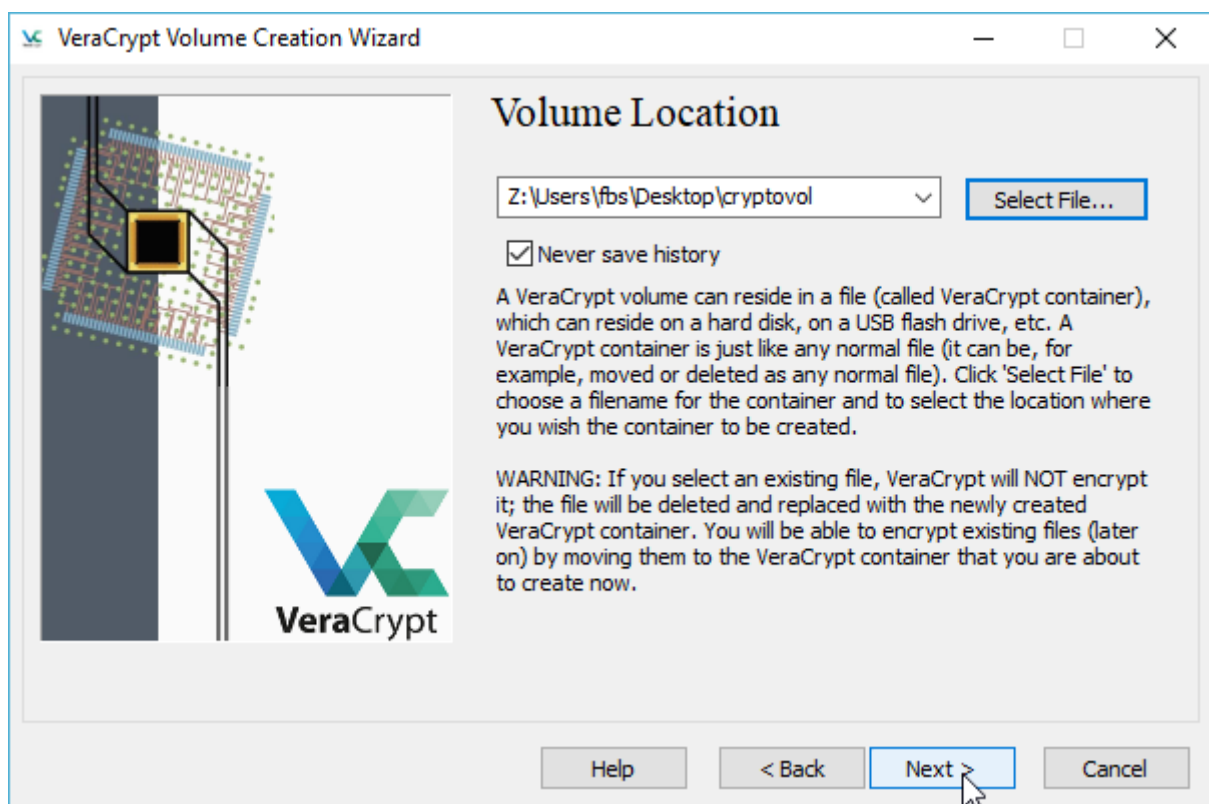 VeraCrypt Volume Creation Wizard
Volume Location
Z:\Users\fbs\Desktop\cryptovol
Select File...
Never save history
A VeraCrypt volume can reside in a file (called VeraCrypt container),
which can reside on a hard disk, on a USB flash drive, etc. A
VeraCrypt container is just like any normal file (it can be, for
example, moved or deleted as any normal file). Click 'Select File' to
choose a filename for the container and to select the location where
you wish the container to be created.
WARNING: If you select an existing file, VeraCrypt will NOT encrypt
it; the file will be deleted and replaced with the newly created
VeraCrypt container. You will be able to encrypt existing files (later
on) by moving them to the VeraCrypt container that you are about
to create now.
VeraCrypt
Help
< Back
Next >
Cancel